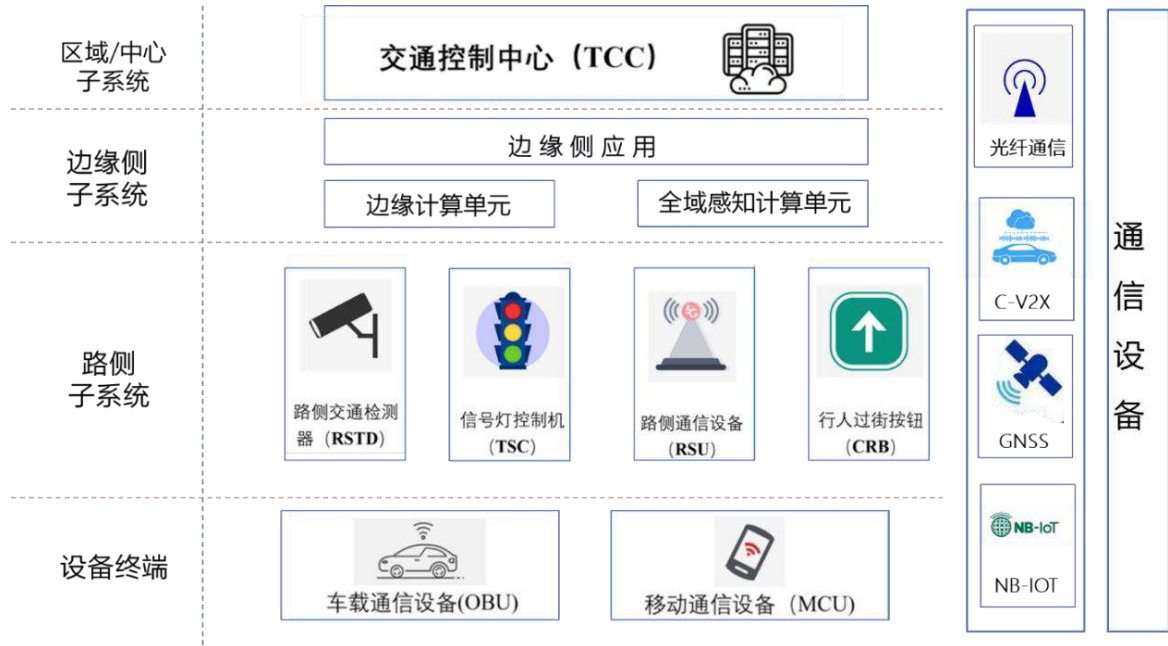 区域/中心
子系统
交通控制中心（TCC）
边缘侧
子系统
边缘侧应用
边缘计算单元
全域感知计算单元
路侧
子系统
路侧交通检测
器（RSTD）
信号灯控制机
（TSC）
5G
路侧通信设备
（RSU）
行人过街按钮
（CRB）
设备终端
车载通信设备(OBU)
移动通信设备（MCU）
光纤通信
C-V2X
GNSS
NB-IoT
NB-IOT
通
信
设
备